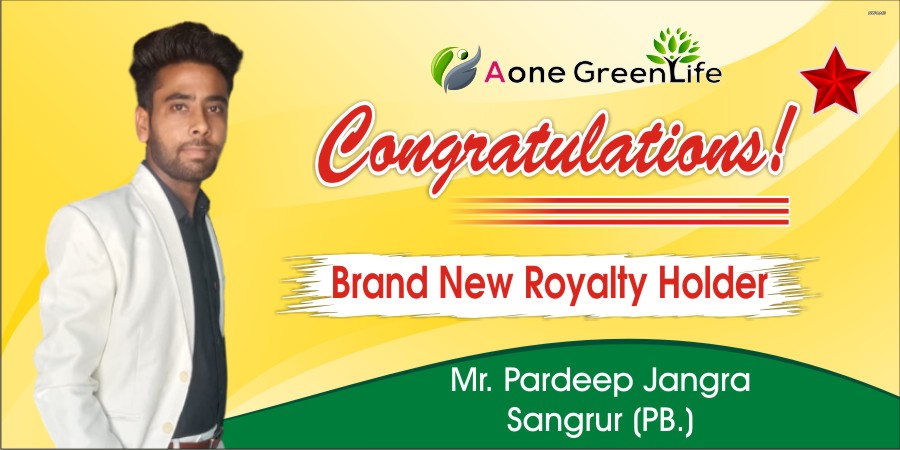 Aone GreenLife
Congratulations!
Brand New Royalty Holder
Mr. Pardeep Jangra
Sangrur (PB.)